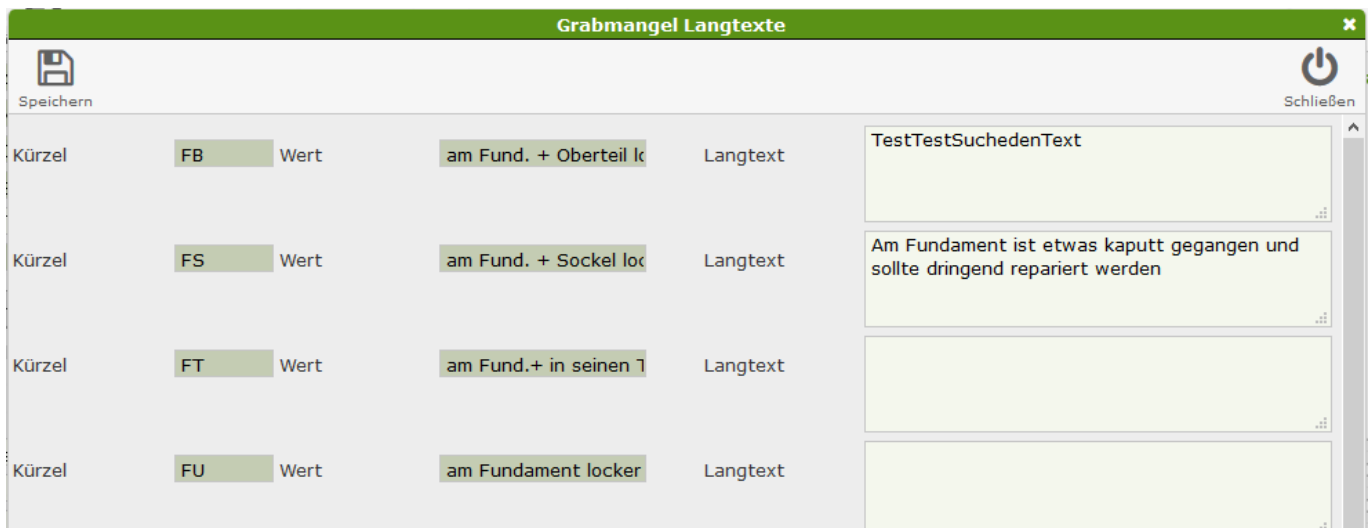 Grabmangel Langtexte
Speichern
Schließen
Kürzel FB Wert am Fund. + Oberteil Langtext TestTestSuchedenText
Kürzel FS Wert am Fund. + Sockel Langtext Am Fundament ist etwas kaputt gegangen und
sollte dringend repariert werden
Kürzel FT Wert am Fund.+ in seinen Langtext
Kürzel FU Wert am Fundament locker Langtext